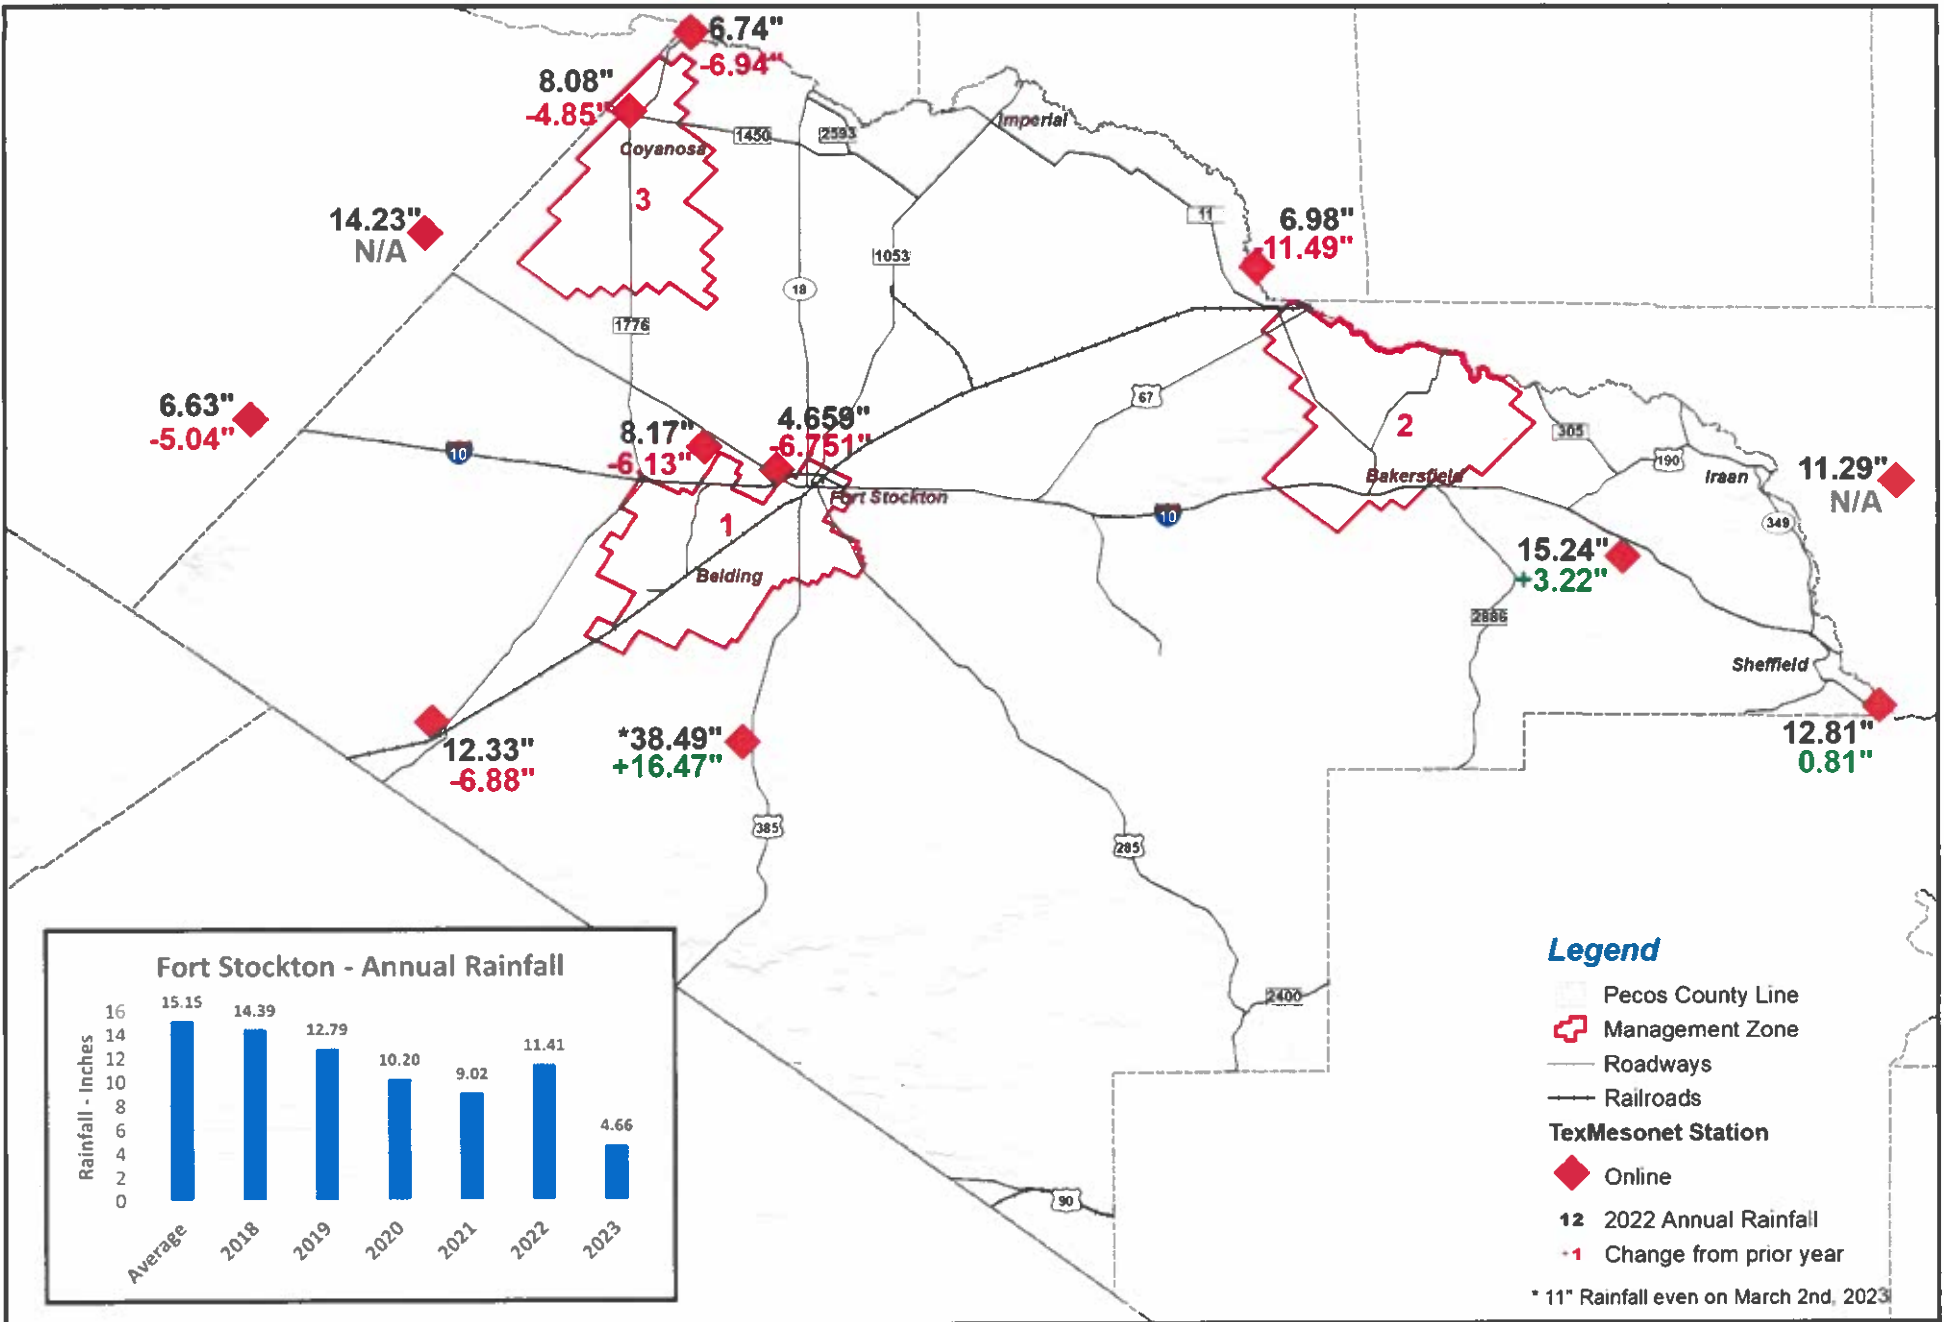 6.74"
-6.94"
8.08"
-4.85"
Imperial
1450
2593
Coyanosa
3
14.23"
N/A
11
6.98"
-11.49"
1053
18
1776
67
6.63"
-5.04"
4.659"
-6.751"
8.17"
-6.13"
2
305
10
190
Bakersfield
Iraan
11.29"
N/A
Fort Stockton
10
349
1
15.24"
+3.22"
Belding
2886
Sheffield
12.81"
0.81"
12.33"
-6.88"
*38.49"
+16.47"
385
285
2400
90
Fort Stockton - Annual Rainfall
Rainfall - Inches
16
14
12
10
8
6
4
2
0
15.15
14.39
12.79
10.20
9.02
11.41
4.66
Average
2018
2019
2020
2021
2022
2023
Legend
Pecos County Line
Management Zone
Roadways
Railroads
TexMesonet Station
Online
12 2022 Annual Rainfall
+1 Change from prior year
* 11" Rainfall even on March 2nd, 2023